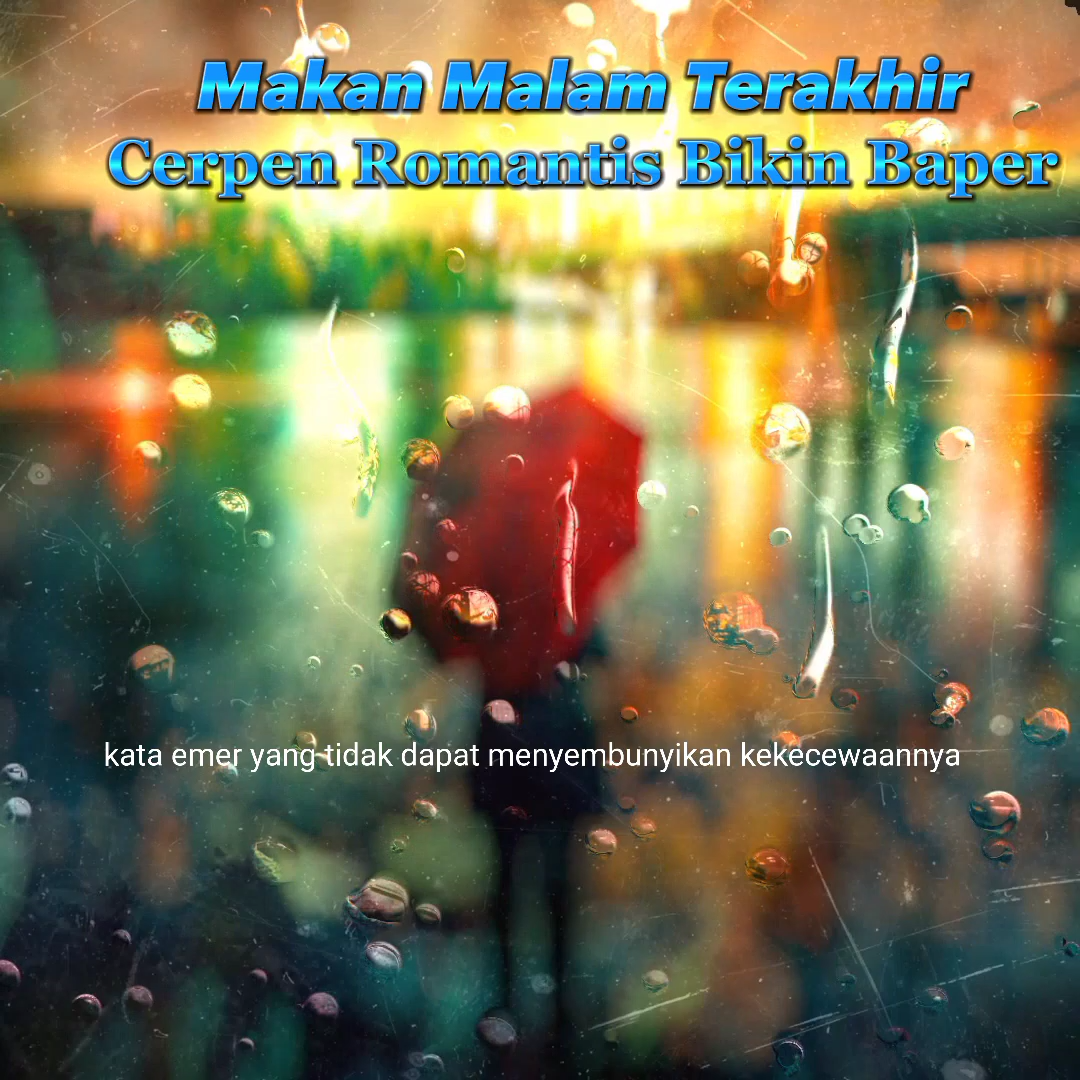 Makan Malam Terakhir
Cerpen Romantis Bikin Baper
kata emer yang tidak dapat menyembunyikan kekecewaannya